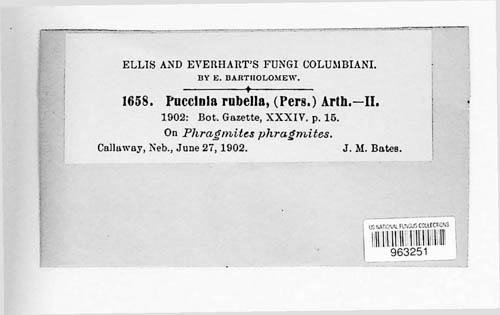 ELLIS AND EVERHART'S FUNGI COLUMBIANI.
BY E. BARTHOLOMEW.
1658. Puccinia rubella, (Pers.) Arth.—II.
1902: Bot. Gazette, XXXIV. p. 15.
On Phragmites phragmites.
Callaway, Neb., June 27, 1902. J. M. Bates.
US NATIONAL FUNGUS COLLECTIONS
963251